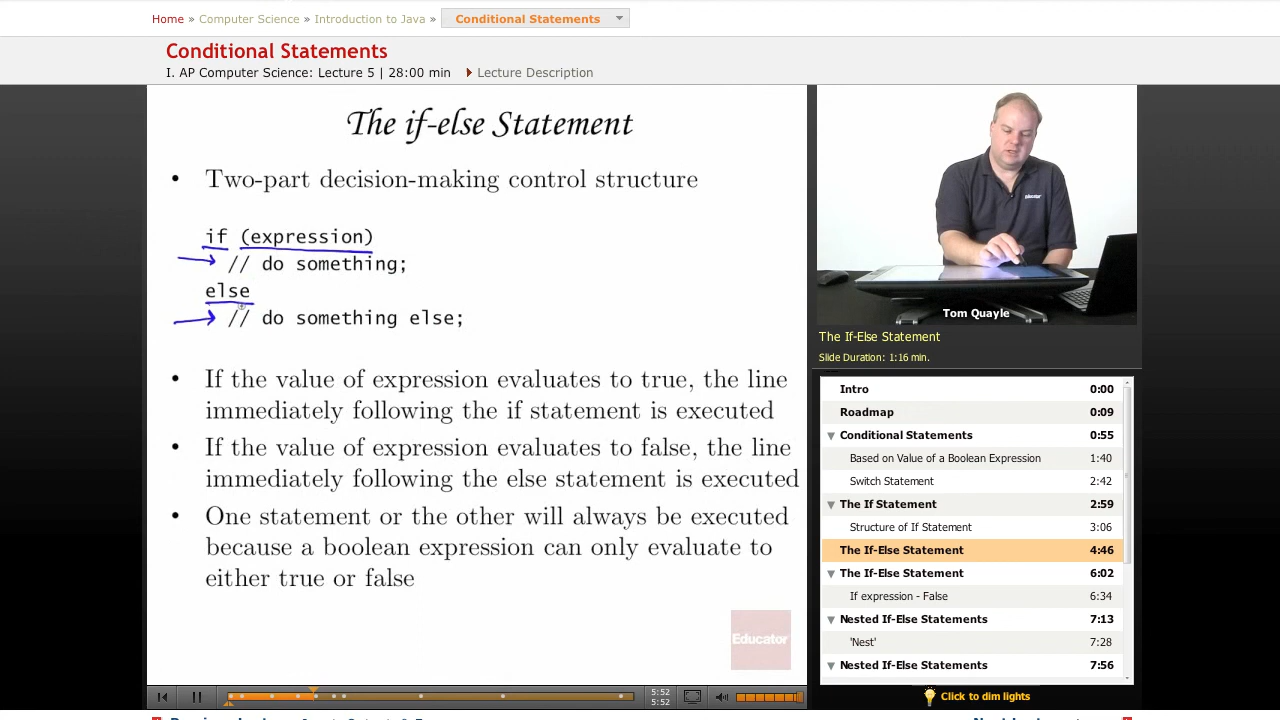 Home » Computer Science » Introduction to Java » Conditional Statements
Conditional Statements
I. AP Computer Science: Lecture 5 | 28:00 min Lecture Description
The if-else Statement
• Two-part decision-making control structure
if (expression)
// do something;
else
// do something else;
• If the value of expression evaluates to true, the line
immediately following the if statement is executed
• If the value of expression evaluates to false, the line
immediately following the else statement is executed
• One statement or the other will always be executed
because a boolean expression can only evaluate to
either true or false
Educator
5:52
5:52
Educator
Tom Quayle
The If-Else Statement
Slide Duration: 1:16 min.
Intro 0:00
Roadmap 0:09
Conditional Statements 0:55
Based on Value of a Boolean Expression 1:40
Switch Statement 2:42
The If Statement 2:59
Structure of If Statement 3:06
The If-Else Statement 4:46
The If-Else Statement 6:02
If expression - False 6:34
Nested If-Else Statements 7:13
'Nest' 7:28
Nested If-Else Statements 7:56
Click to dim lights